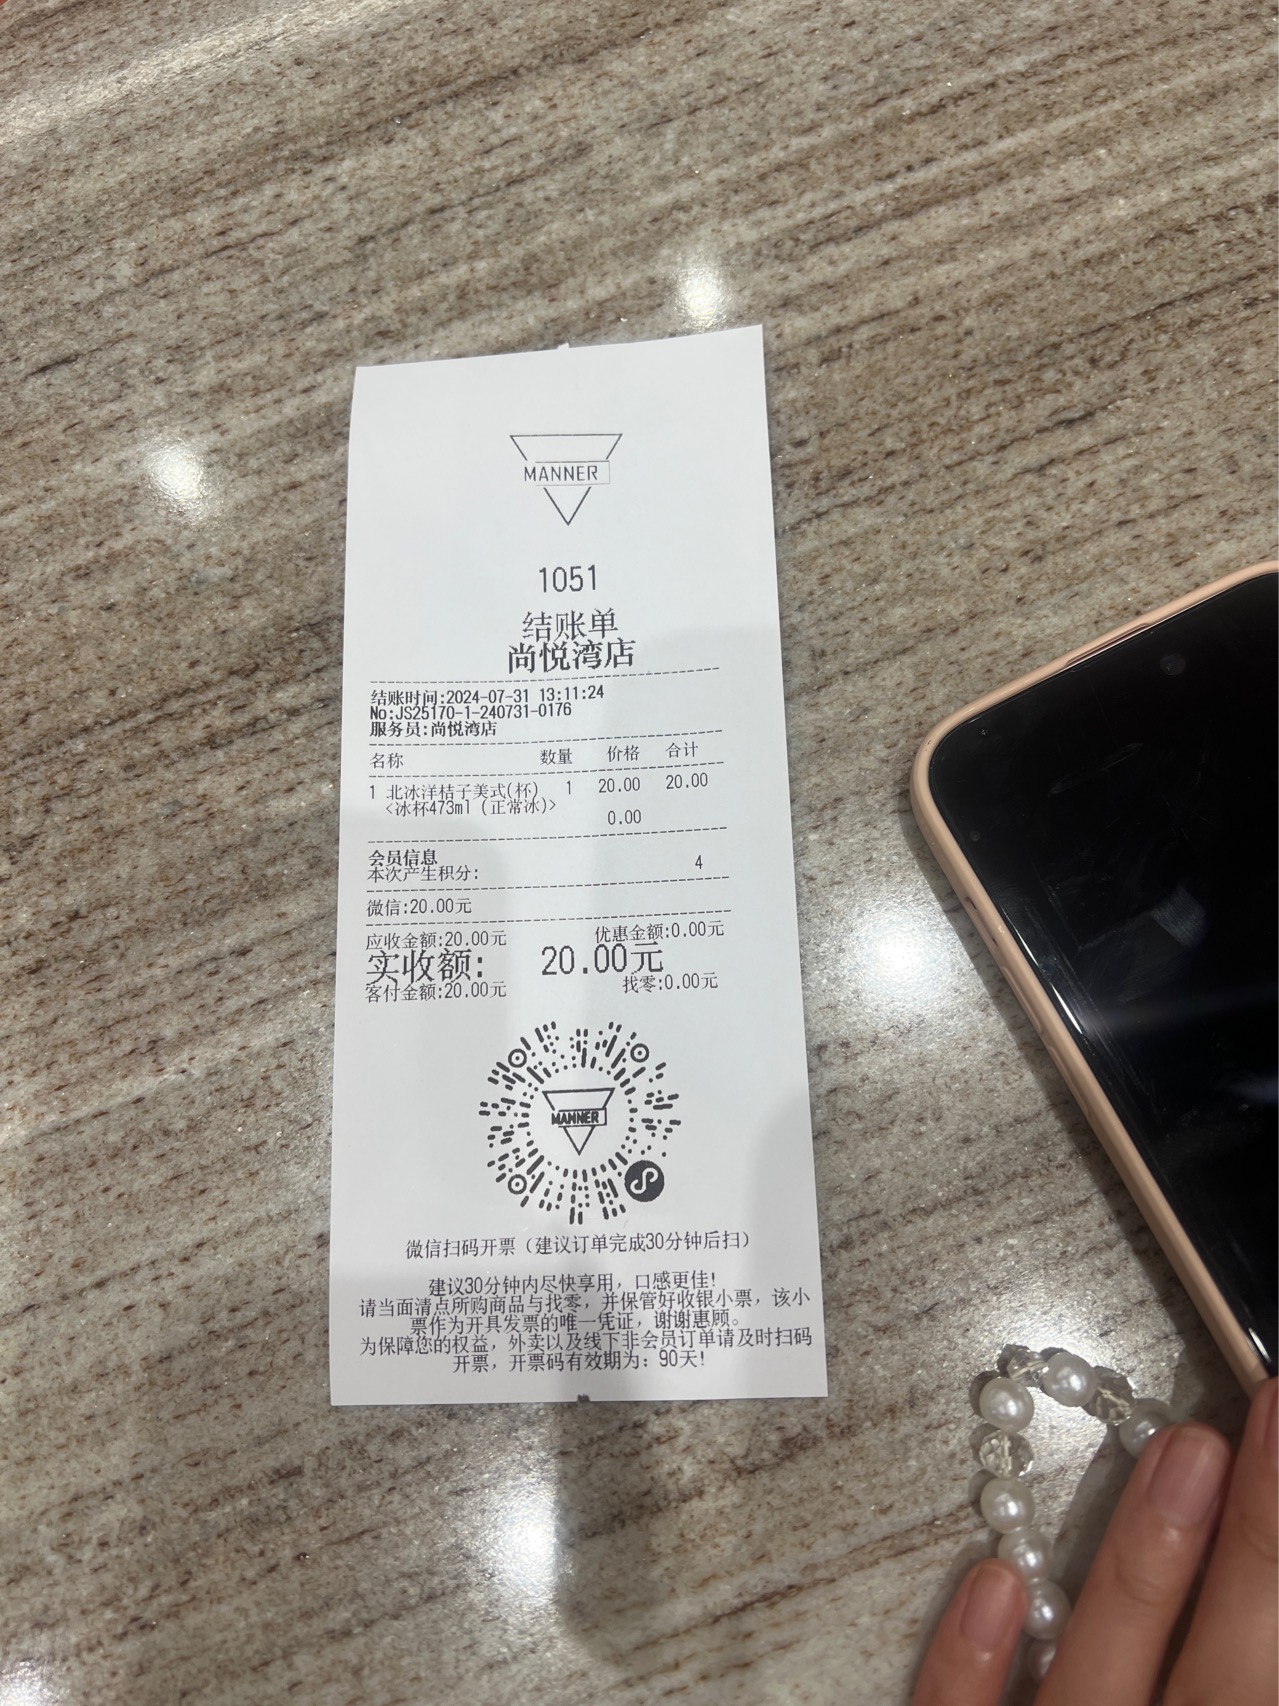 MANNER
1051
结账单
尚悦湾店
结账时间:2024-07-31 13:11:24
No:JS25170-1-240731-0176
服务员:尚悦湾店
名称 数量 价格 合计
1 北冰洋桔子美式(杯) 1 20.00 20.00
<冰杯473ml (正常冰)>
0.00
会员信息
本次产生积分: 4
微信:20.00元
应收金额:20.00元 优惠金额:0.00元
实收额: 20.00元
客付金额:20.00元 找零:0.00元
MANNER
微信扫码开票（建议订单完成30分钟后扫）
建议30分钟内尽快享用，口感更佳!
请当面清点所购商品与找零，并保管好收银小票，该小
票作为开具发票的唯一凭证，谢谢惠顾。
为保障您的权益，外卖以及线下非会员订单请及时扫码
开票，开票码有效期为：90天!